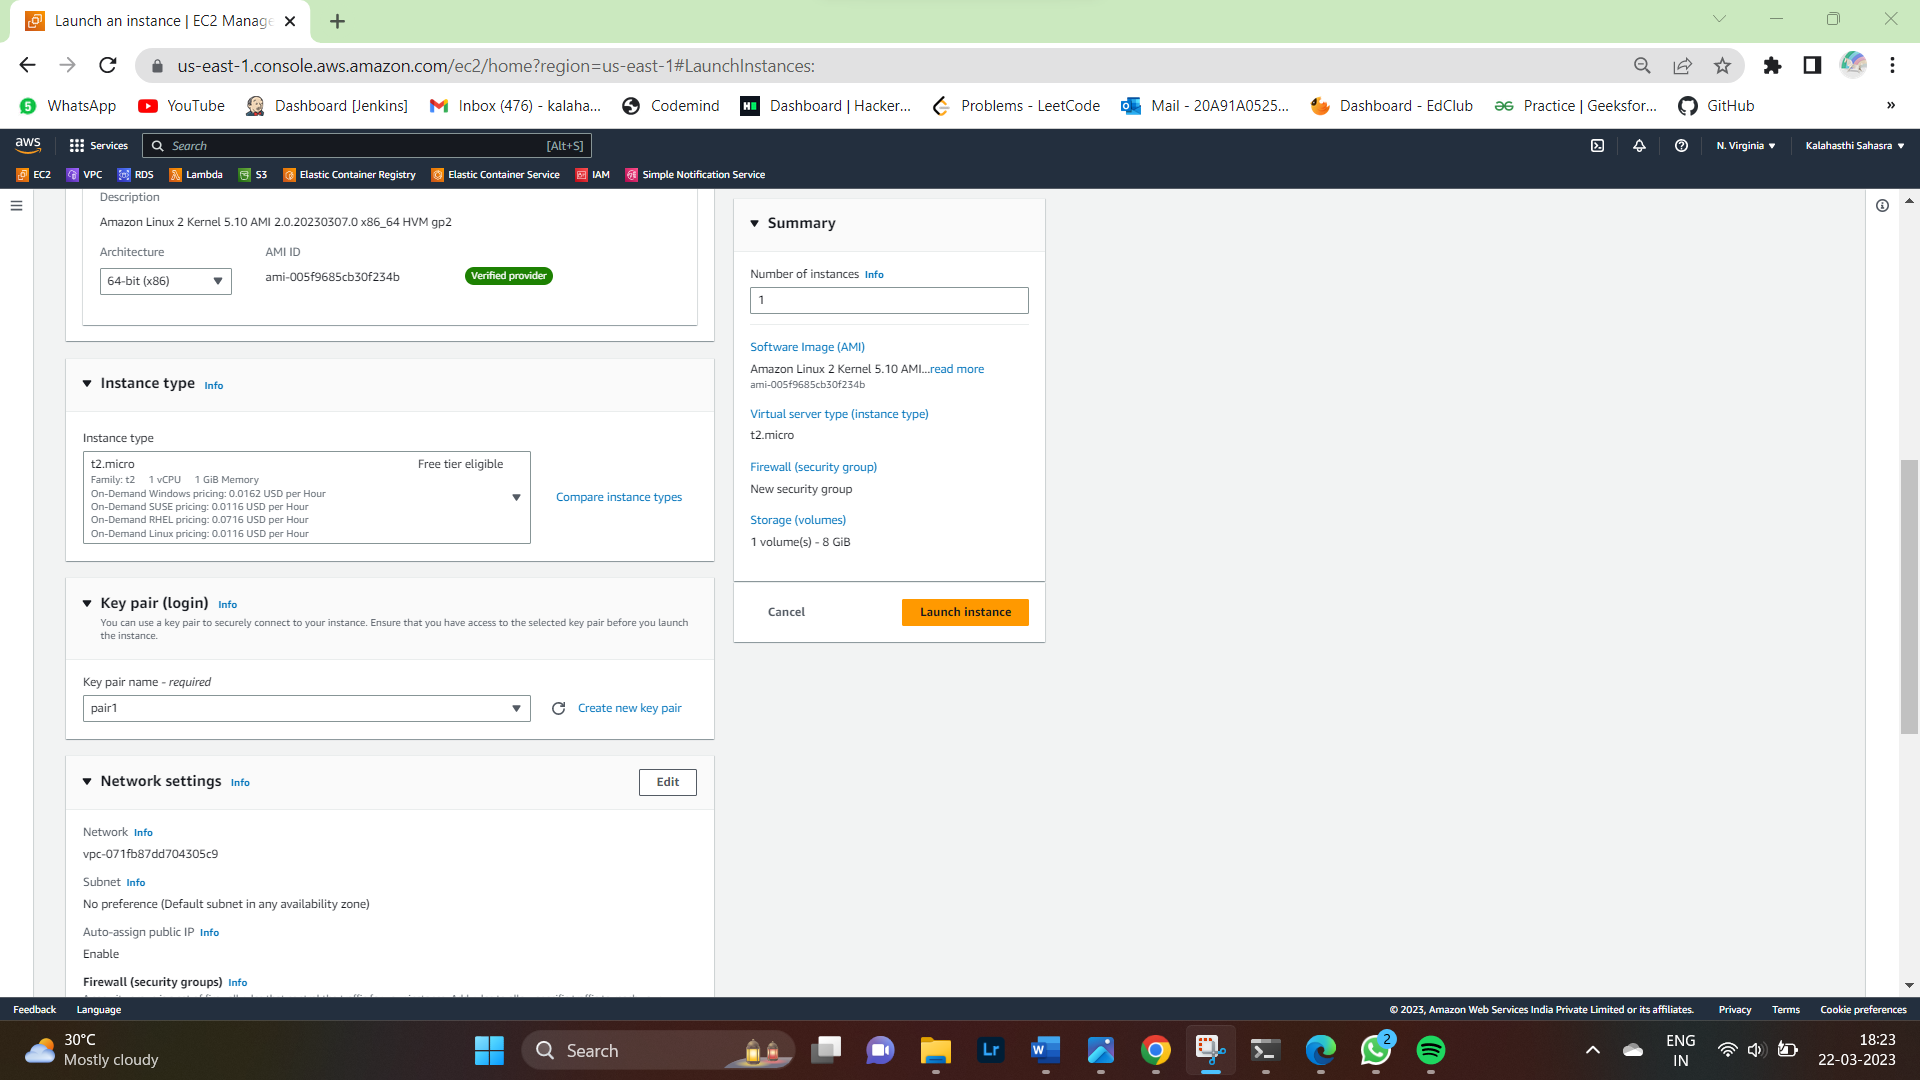 Launch an instance | EC2 Manage
us-east-1.console.aws.amazon.com/ec2/home?region=us-east-1#LaunchInstances:
WhatsApp
YouTube
Dashboard [Jenkins]
Inbox (476) - kalaha...
Codemind
Dashboard | Hacker...
Problems - LeetCode
Mail - 20A91A0525...
Dashboard - EdClub
Practice | Geeksfor...
GitHub
»
aws
Services
Search
[Alt+S]
N. Virginia
Kalahasthi Sahasra
EC2
VPC
RDS
Lambda
S3
Elastic Container Registry
Elastic Container Service
IAM
Simple Notification Service
Description
Amazon Linux 2 Kernel 5.10 AMI 2.0.20230307.0 x86_64 HVM gp2
Architecture
AMI ID
64-bit (x86)
ami-005f9685cb30f234b
Verified provider
Instance type Info
Instance type
t2.micro
Free tier eligible
Family: t2 1 vCPU 1 GiB Memory
On-Demand Windows pricing: 0.0162 USD per Hour
On-Demand SUSE pricing: 0.0116 USD per Hour
On-Demand RHEL pricing: 0.0716 USD per Hour
On-Demand Linux pricing: 0.0116 USD per Hour
Compare instance types
Key pair (login) Info
You can use a key pair to securely connect to your instance. Ensure that you have access to the selected key pair before you launch
the instance.
Key pair name - required
pair1
Create new key pair
Network settings Info
Edit
Network Info
vpc-071fb87dd704305c9
Subnet Info
No preference (Default subnet in any availability zone)
Auto-assign public IP Info
Enable
Firewall (security groups) Info
Summary
Number of instances Info
1
Software Image (AMI)
Amazon Linux 2 Kernel 5.10 AMI...read more
ami-005f9685cb30f234b
Virtual server type (instance type)
t2.micro
Firewall (security group)
New security group
Storage (volumes)
1 volume(s) - 8 GiB
Cancel
Launch instance
Feedback
Language
© 2023, Amazon Web Services India Private Limited or its affiliates.
Privacy
Terms
Cookie preferences
30°C
Mostly cloudy
Search
Lr
2
ENG
IN
18:23
22-03-2023